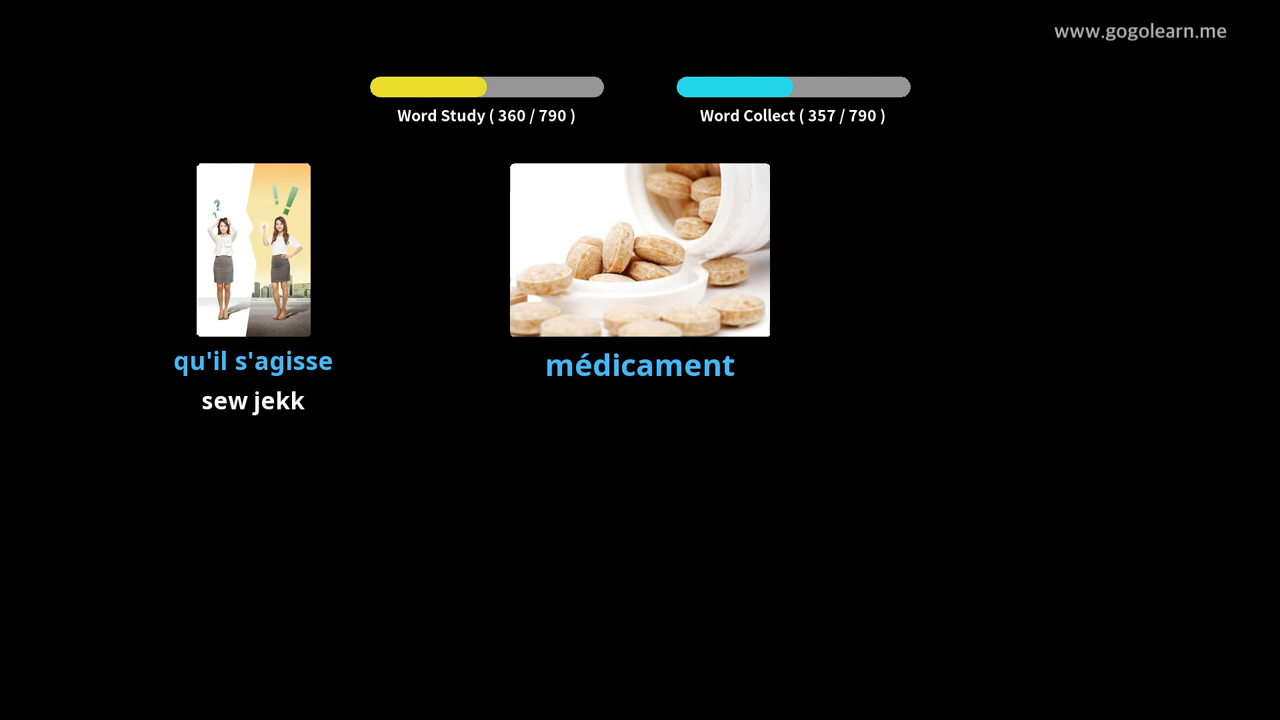 www.gogolearn.me
Word Study ( 360 / 790 )
Word Collect ( 357 / 790 )
qu'il s'agisse
sew jekk
médicament